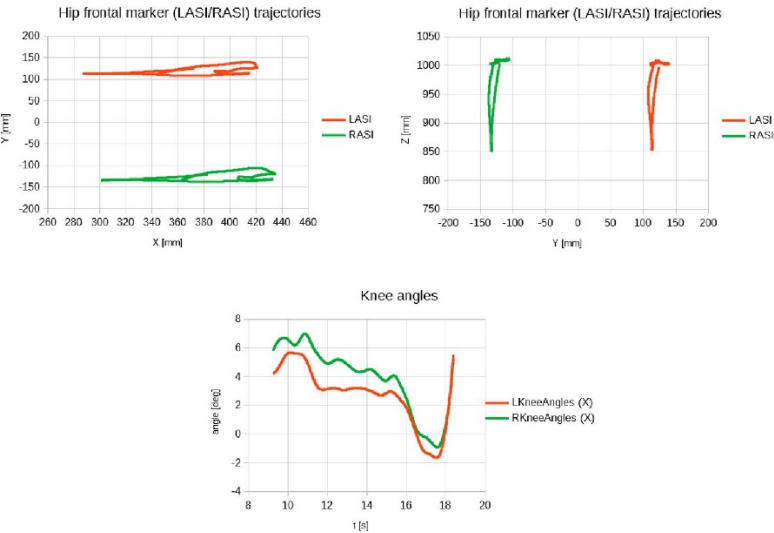 Hip frontal marker (LASI/RASI) trajectories
200
150
100
50
0
-50
-100
-150
-200
Y [mm]
260 280 300 320 340 360 380 400 420 440 460
X [mm]
LASI
RASI
Hip frontal marker (LASI/RASI) trajectories
1050
1000
950
900
850
800
750
Z [mm]
-200 -150 -100 -50 0 50 100 150 200
Y [mm]
LASI
RASI
Knee angles
8
6
4
2
0
-2
-4
angle [deg]
8 10 12 14 16 18 20
t [s]
LKneeAngles (X)
RKneeAngles (X)